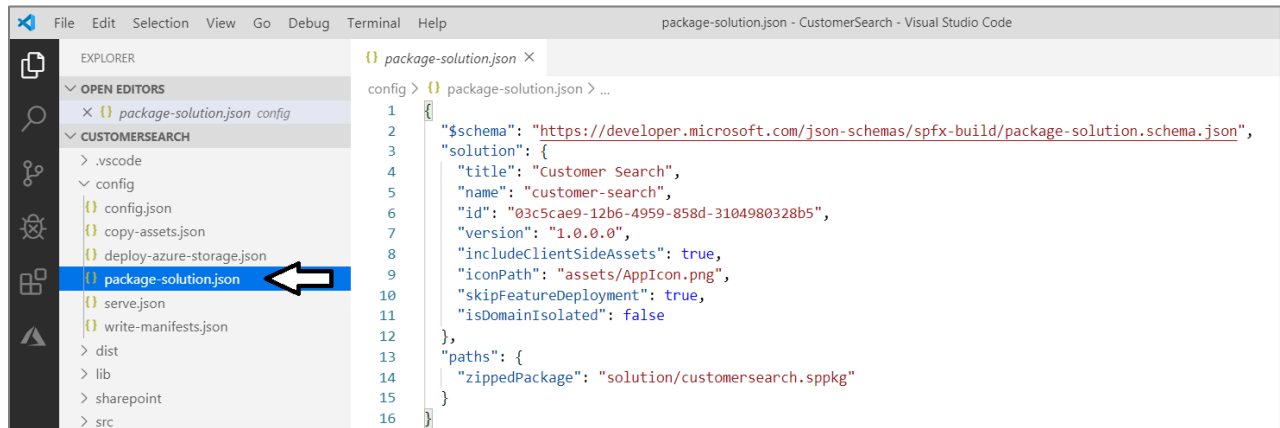 File Edit Selection View Go Debug Terminal Help package-solution.json - CustomerSearch - Visual Studio Code
EXPLORER
OPEN EDITORS
{} package-solution.json config
CUSTOMERSEARCH
.vscode
config
{} config.json
{} copy-assets.json
{} deploy-azure-storage.json
{} package-solution.json
{} serve.json
{} write-manifests.json
dist
lib
sharepoint
src
{} package-solution.json
config > {} package-solution.json > ...
1 {
2 "$schema": "https://developer.microsoft.com/json-schemas/spfx-build/package-solution.schema.json",
3 "solution": {
4 "title": "Customer Search",
5 "name": "customer-search",
6 "id": "03c5cae9-12b6-4959-858d-3104980328b5",
7 "version": "1.0.0.0",
8 "includeClientSideAssets": true,
9 "iconPath": "assets/AppIcon.png",
10 "skipFeatureDeployment": true,
11 "isDomainIsolated": false
12 },
13 "paths": {
14 "zippedPackage": "solution/customersearch.sppkg"
15 }
16 }